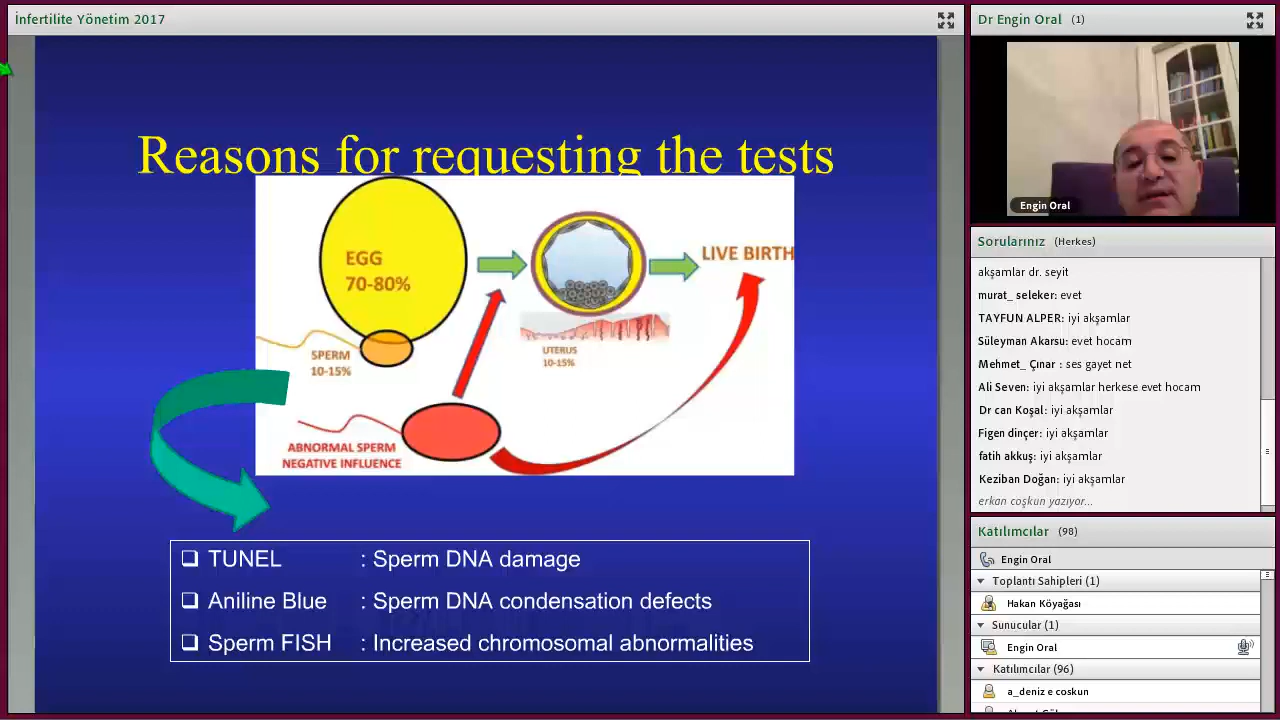 İnfertilite Yönetim 2017
Reasons for requesting the tests
EGG
70-80%
LIVE BIRTH
SPERM
10-15%
UTERUS
10-15%
ABNORMAL SPERM
NEGATIVE INFLUENCE
❑ TUNEL : Sperm DNA damage
❑ Aniline Blue : Sperm DNA condensation defects
❑ Sperm FISH : Increased chromosomal abnormalities
Dr Engin Oral (1)
Engin Oral
Sorularınız (Herkes)
akşamlar dr. seyit
murat_ seleker: evet
TAYFUN ALPER: iyi akşamlar
Süleyman Akarsu: evet hocam
Mehmet_ Çınar : ses gayet net
Ali Seven: iyi akşamlar herkese evet hocam
Dr can Koşal: iyi akşamlar
Figen dinçer: iyi akşamlar
fatih akkuş: iyi akşamlar
Keziban Doğan: iyi akşamlar
erkan coşkun yazıyor...
Katılımcılar (98)
Engin Oral
Toplantı Sahipleri (1)
Hakan Köyağası
Sunucular (1)
Engin Oral
Katılımcılar (96)
a_deniz e coskun